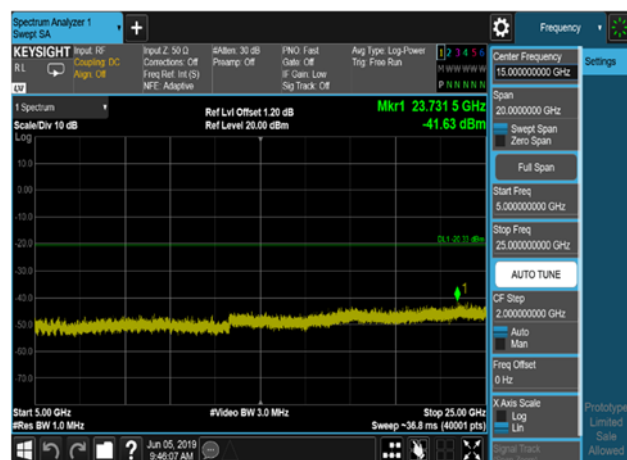 Spectrum Analyzer 1
Swept SA
+
Frequency
KEYSIGHT
RL
Input: RF
Coupling: DC
Align: Off
Input Z: 50 Ω
Corrections: Off
Freq Ref: Int (S)
NFE: Adaptive
#Atten: 30 dB
Preamp: Off
PNO: Fast
Gate: Off
IF Gain: Low
Sig Track: Off
Avg Type: Log-Power
Trig: Free Run
1 2 3 4 5 6
M W W W W W
P N N N N N
LV
1 Spectrum
Scale/Div 10 dB
Log
Ref Lvl Offset 1.20 dB
Ref Level 20.00 dBm
Mkr1 23.731 5 GHz
-41.63 dBm
10.0
0.00
-10.0
-20.0
-30.0
-40.0
-50.0
-60.0
-70.0
1
Start 5.00 GHz
#Res BW 1.0 MHz
#Video BW 3.0 MHz
Stop 25.00 GHz
Sweep ~36.8 ms (40001 pts)
Center Frequency
15.000000000 GHz
Settings
Span
20.0000000 GHz
Swept Span
Zero Span
Full Span
Start Freq
5.000000000 GHz
Stop Freq
25.000000000 GHz
AUTO TUNE
CF Step
2.000000000 GHz
Auto
Man
Freq Offset
0 Hz
X Axis Scale
Log
Lin
Signal Track
Prototype
Limited
Sale
Allowed
?
Jun 05, 2019
9:46:07 AM